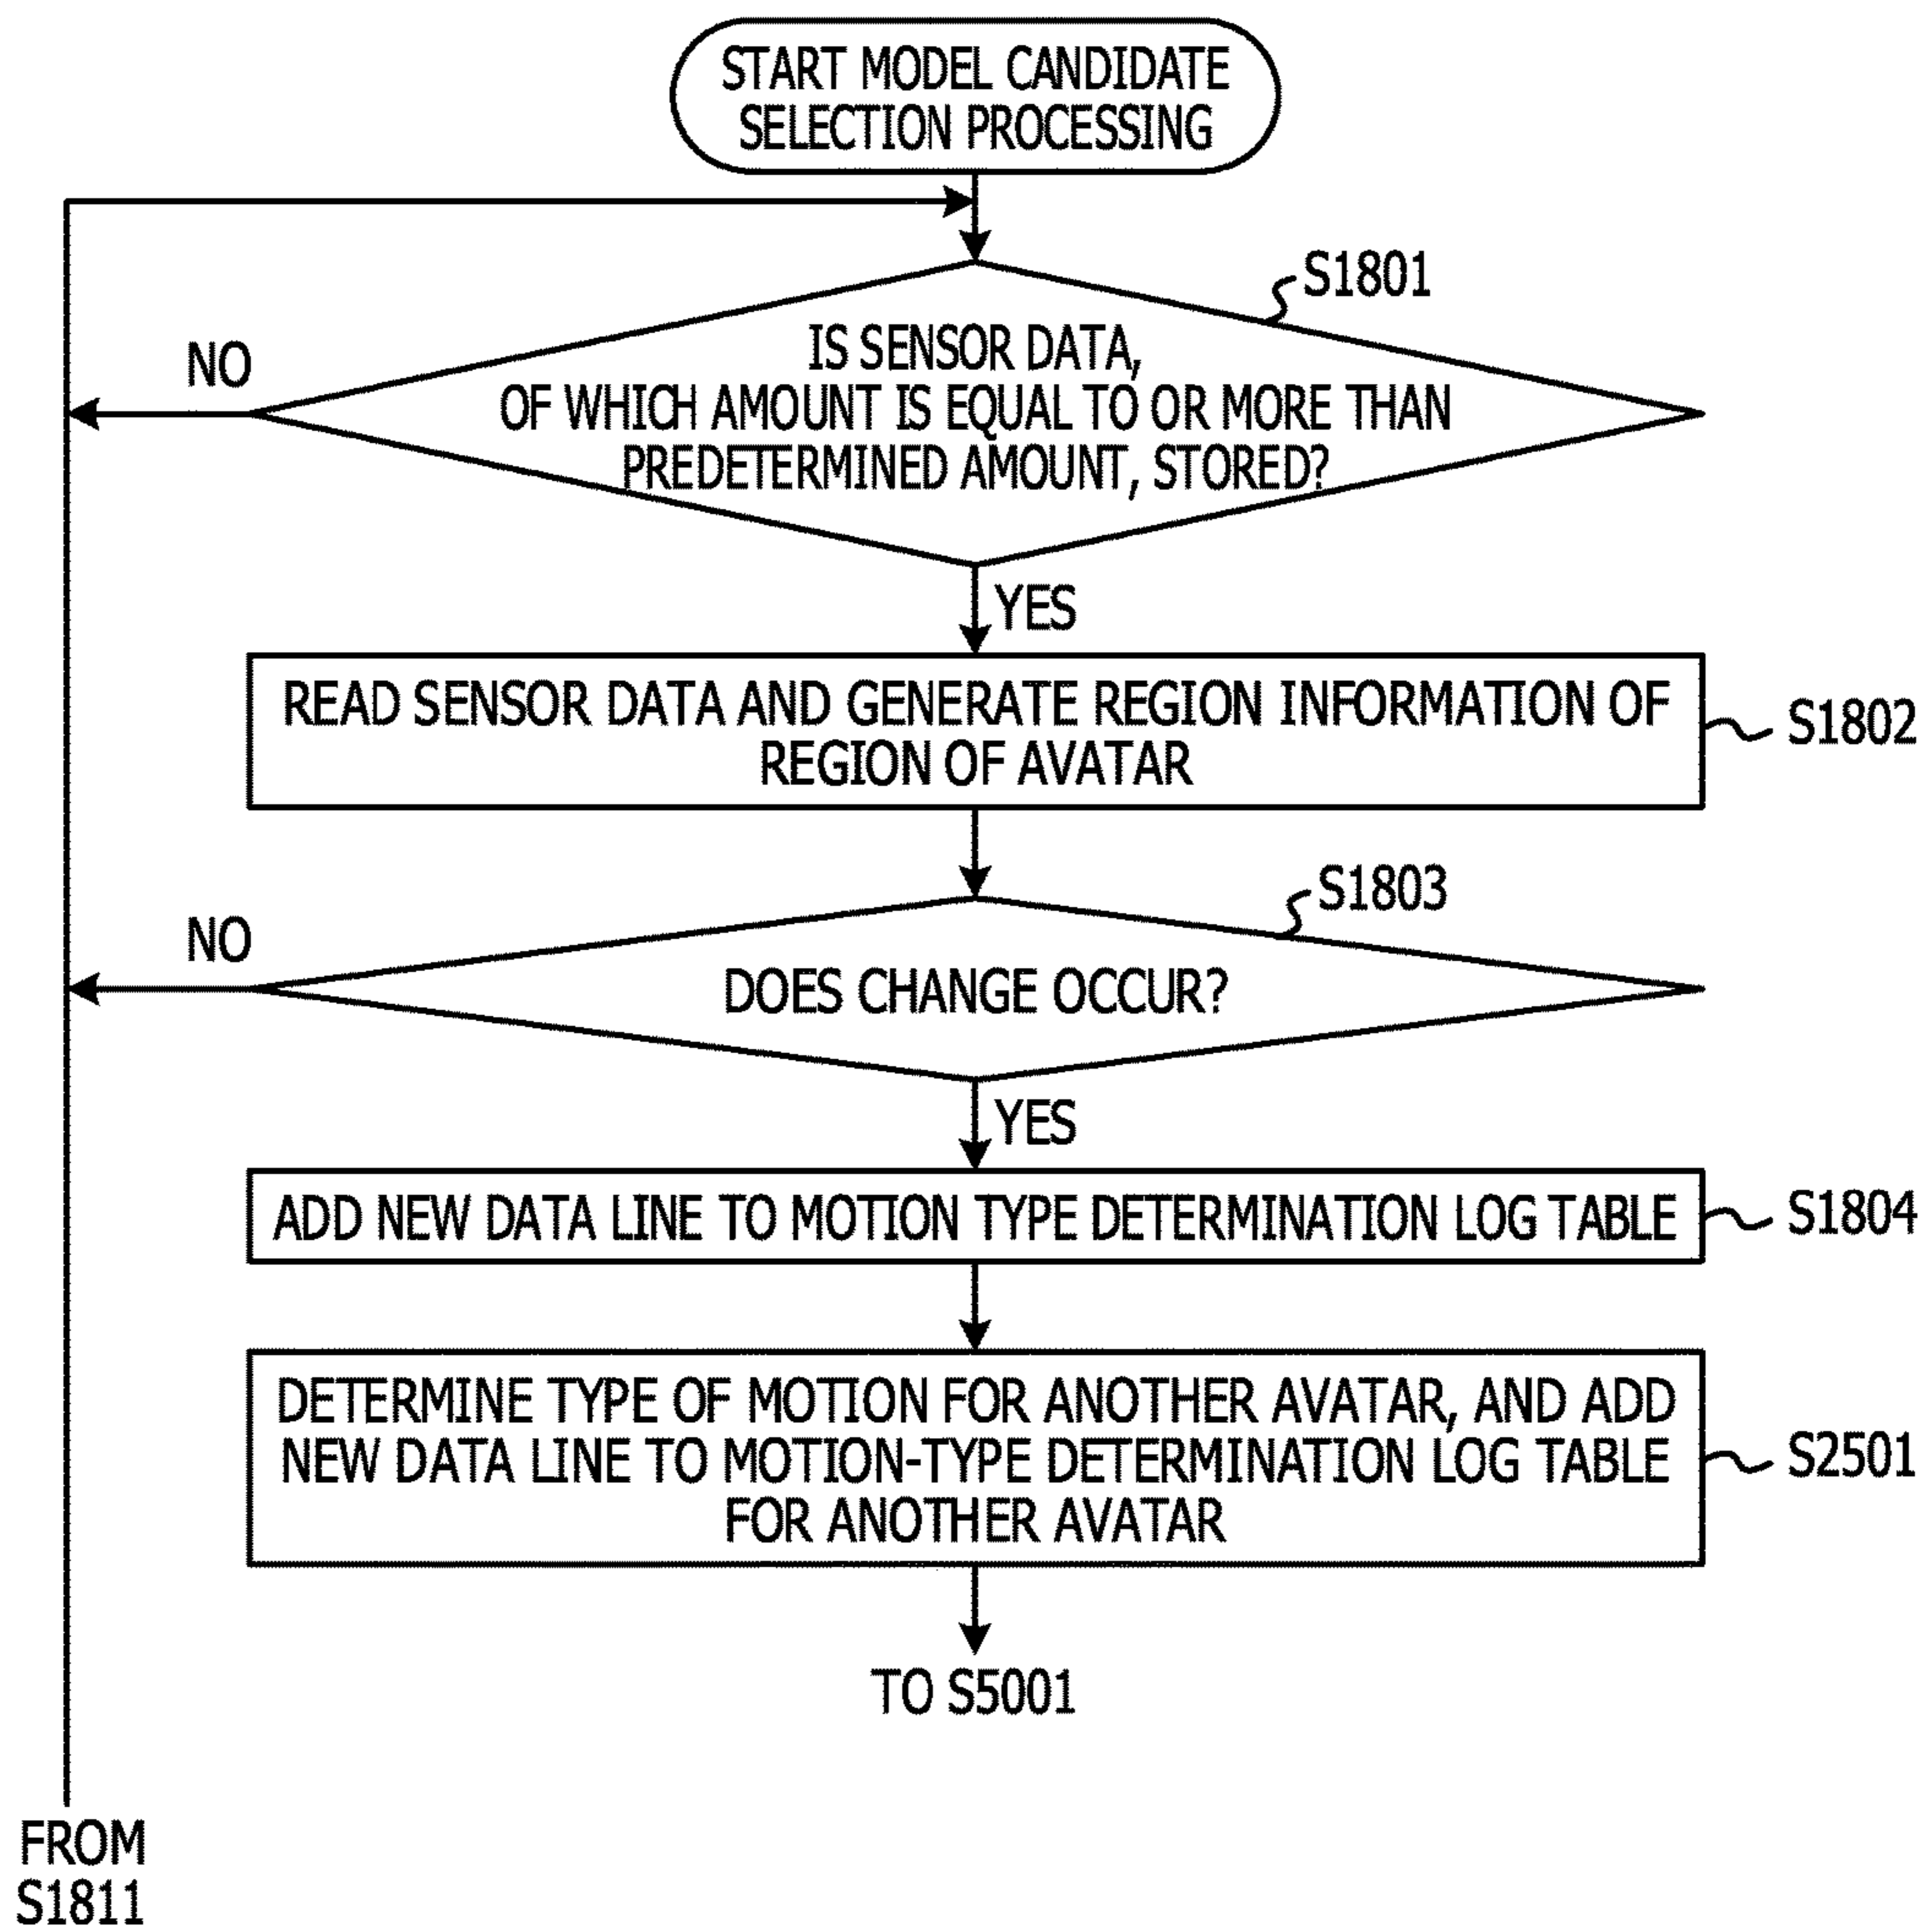 START MODEL CANDIDATE
SELECTION PROCESSING
S1801
IS SENSOR DATA,
OF WHICH AMOUNT IS EQUAL TO OR MORE THAN
PREDETERMINED AMOUNT, STORED?
NO
YES
READ SENSOR DATA AND GENERATE REGION INFORMATION OF
REGION OF AVATAR
S1802
S1803
DOES CHANGE OCCUR?
NO
YES
ADD NEW DATA LINE TO MOTION TYPE DETERMINATION LOG TABLE
S1804
DETERMINE TYPE OF MOTION FOR ANOTHER AVATAR, AND ADD
NEW DATA LINE TO MOTION-TYPE DETERMINATION LOG TABLE
FOR ANOTHER AVATAR
S2501
TO S5001
FROM
S1811